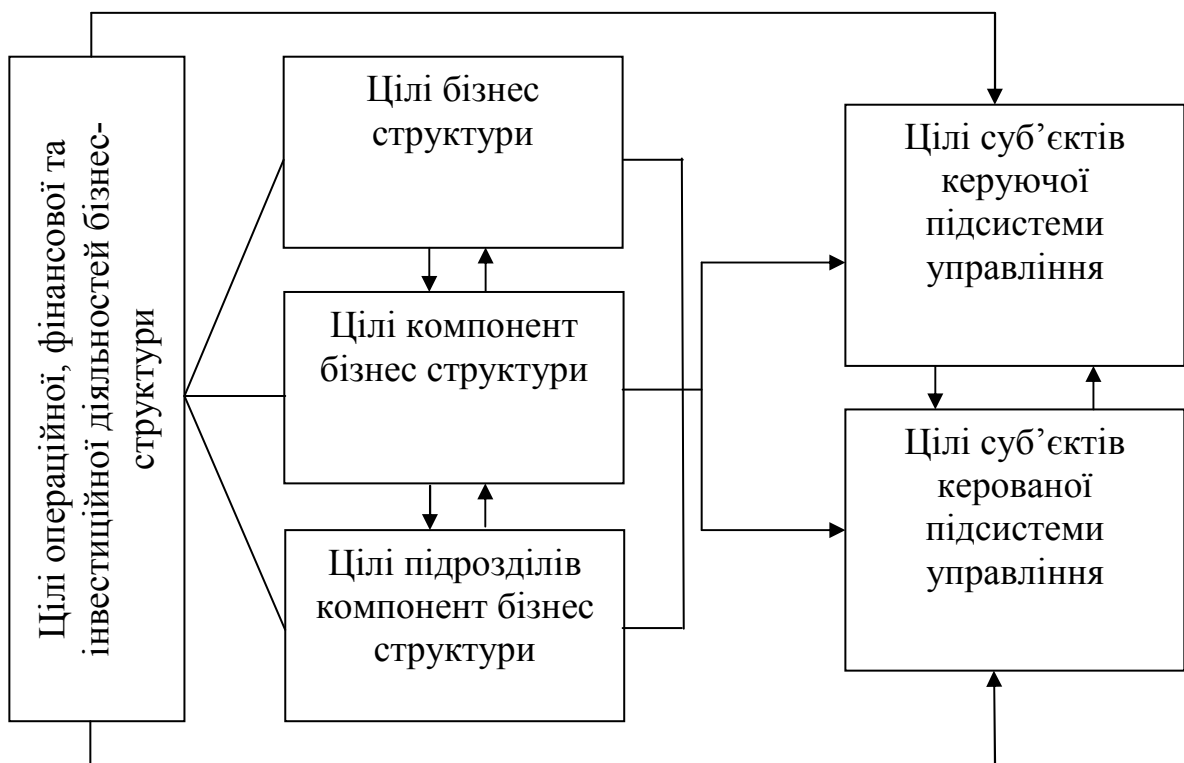 Цілі операційної, фінансової та
інвестиційної діяльностей бізнес-
структури
Цілі бізнес
структури
Цілі компонент
бізнес структури
Цілі підрозділів
компонент бізнес
структури
Цілі суб’єктів
керуючої
підсистеми
управління
Цілі суб’єктів
керованої
підсистеми
управління